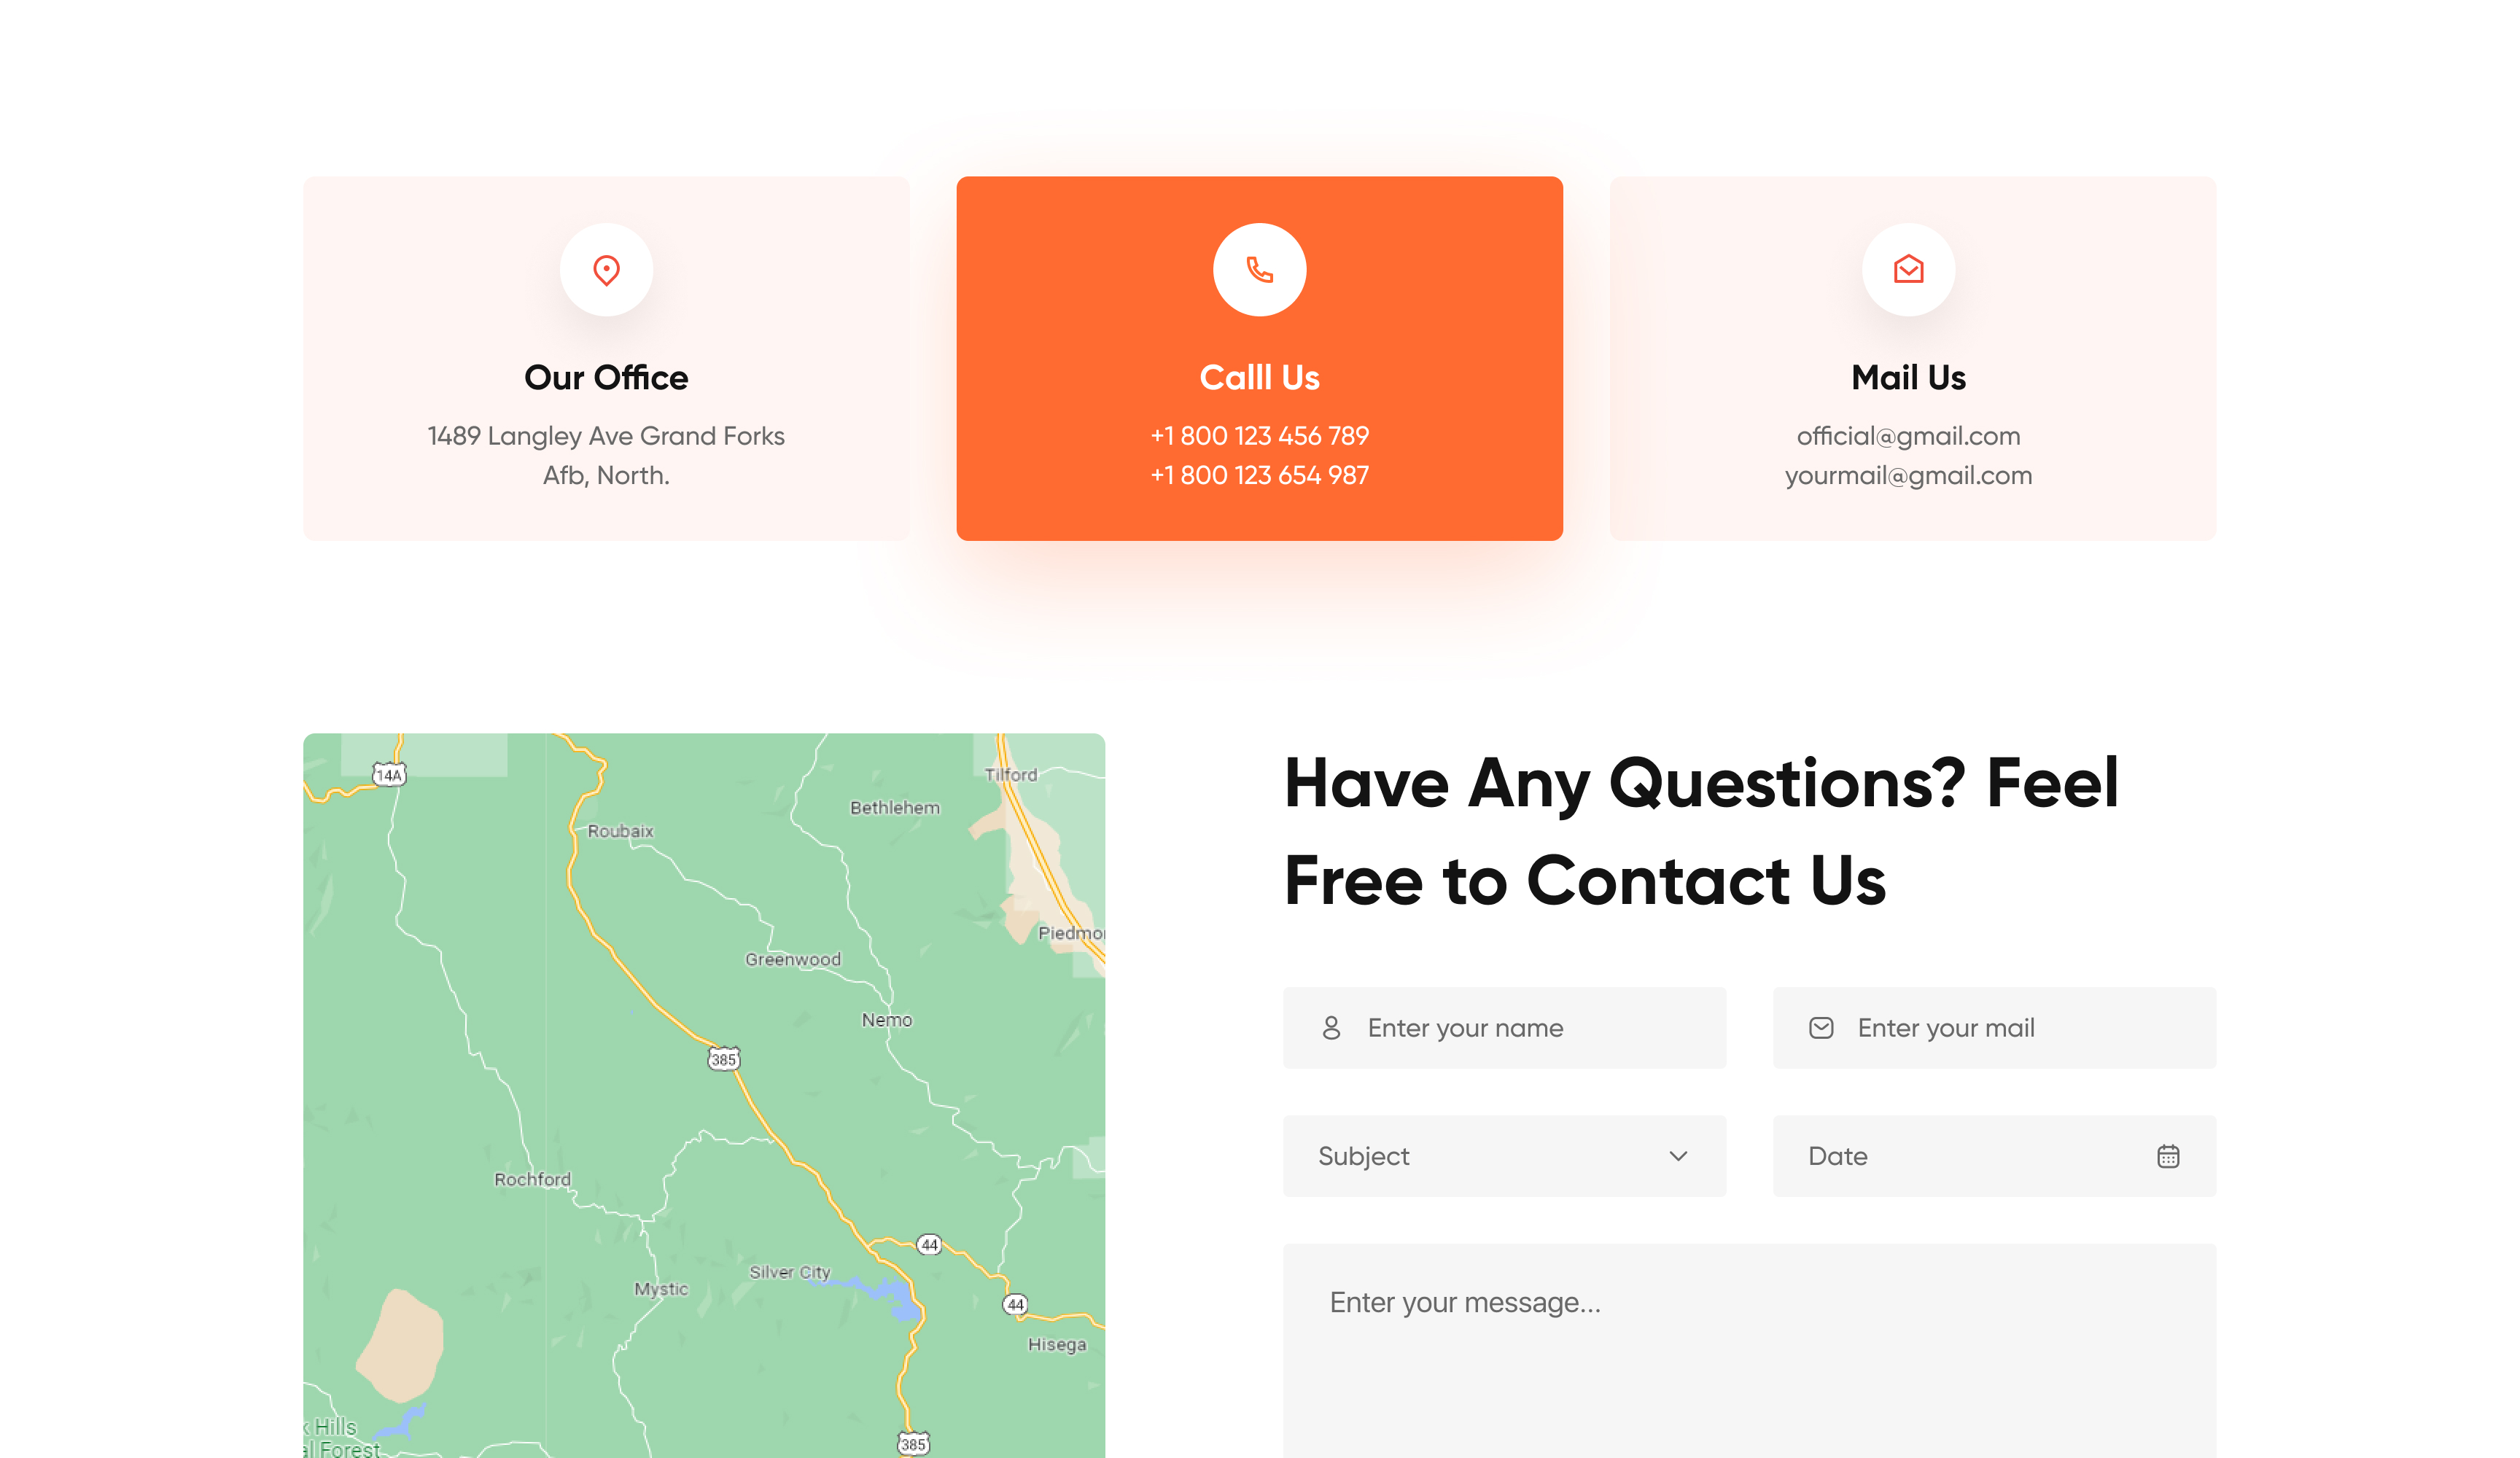 Our Office
1489 Langley Ave Grand Forks
Afb, North.
Calll Us
+1 800 123 456 789
+1 800 123 654 987
Mail Us
official@gmail.com
yourmail@gmail.com
14A
Tilford
Bethlehem
Roubaix
Piedmo
Greenwood
Nemo
385
Rochford
44
Silver City
Mystic
44
Hisega
Hills
Forest
385
Have Any Questions? Feel
Free to Contact Us
Enter your name
Enter your mail
Subject
Date
Enter your message...